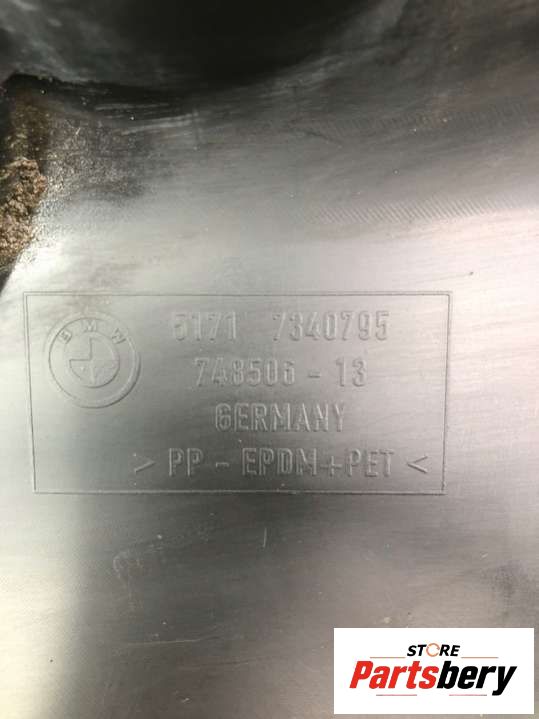 BMW
5171 7340795
748506 - 13
GERMANY
> PP - EPDM + PET <
STORE
Partsbery